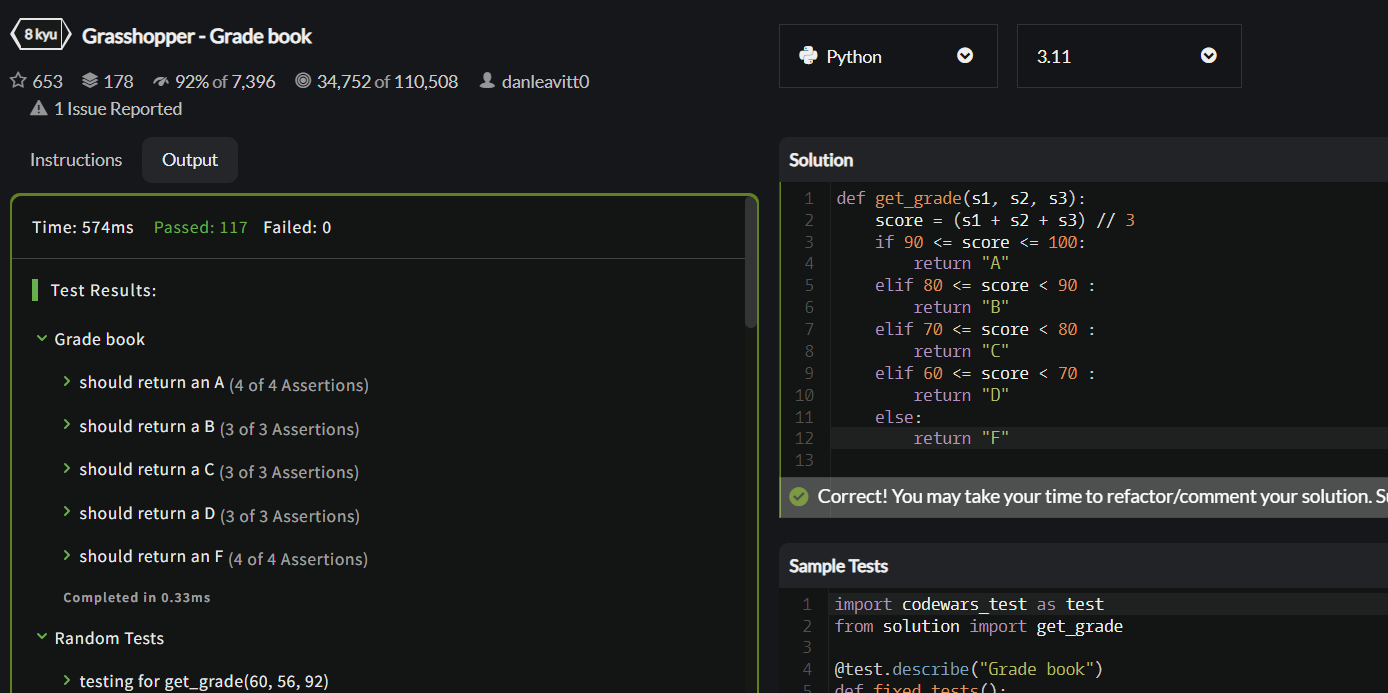 8 kyu Grasshopper - Grade book
653 178 92% of 7,396 34,752 of 110,508 danleavitt0
1 Issue Reported
Instructions Output
Time: 574ms Passed: 117 Failed: 0
Test Results:
Grade book
should return an A (4 of 4 Assertions)
should return a B (3 of 3 Assertions)
should return a C (3 of 3 Assertions)
should return a D (3 of 3 Assertions)
should return an F (4 of 4 Assertions)
Completed in 0.33ms
Random Tests
testing for get_grade(60, 56, 92)
Python 3.11
Solution
1 def get_grade(s1, s2, s3):
2     score = (s1 + s2 + s3) // 3
3     if 90 <= score <= 100:
4         return "A"
5     elif 80 <= score < 90 :
6         return "B"
7     elif 70 <= score < 80 :
8         return "C"
9     elif 60 <= score < 70 :
10         return "D"
11     else:
12         return "F"
13
Correct! You may take your time to refactor/comment your solution.
Sample Tests
1 import codewars_test as test
2 from solution import get_grade
3
4 @test.describe("Grade book")
5 def fixed_tests():